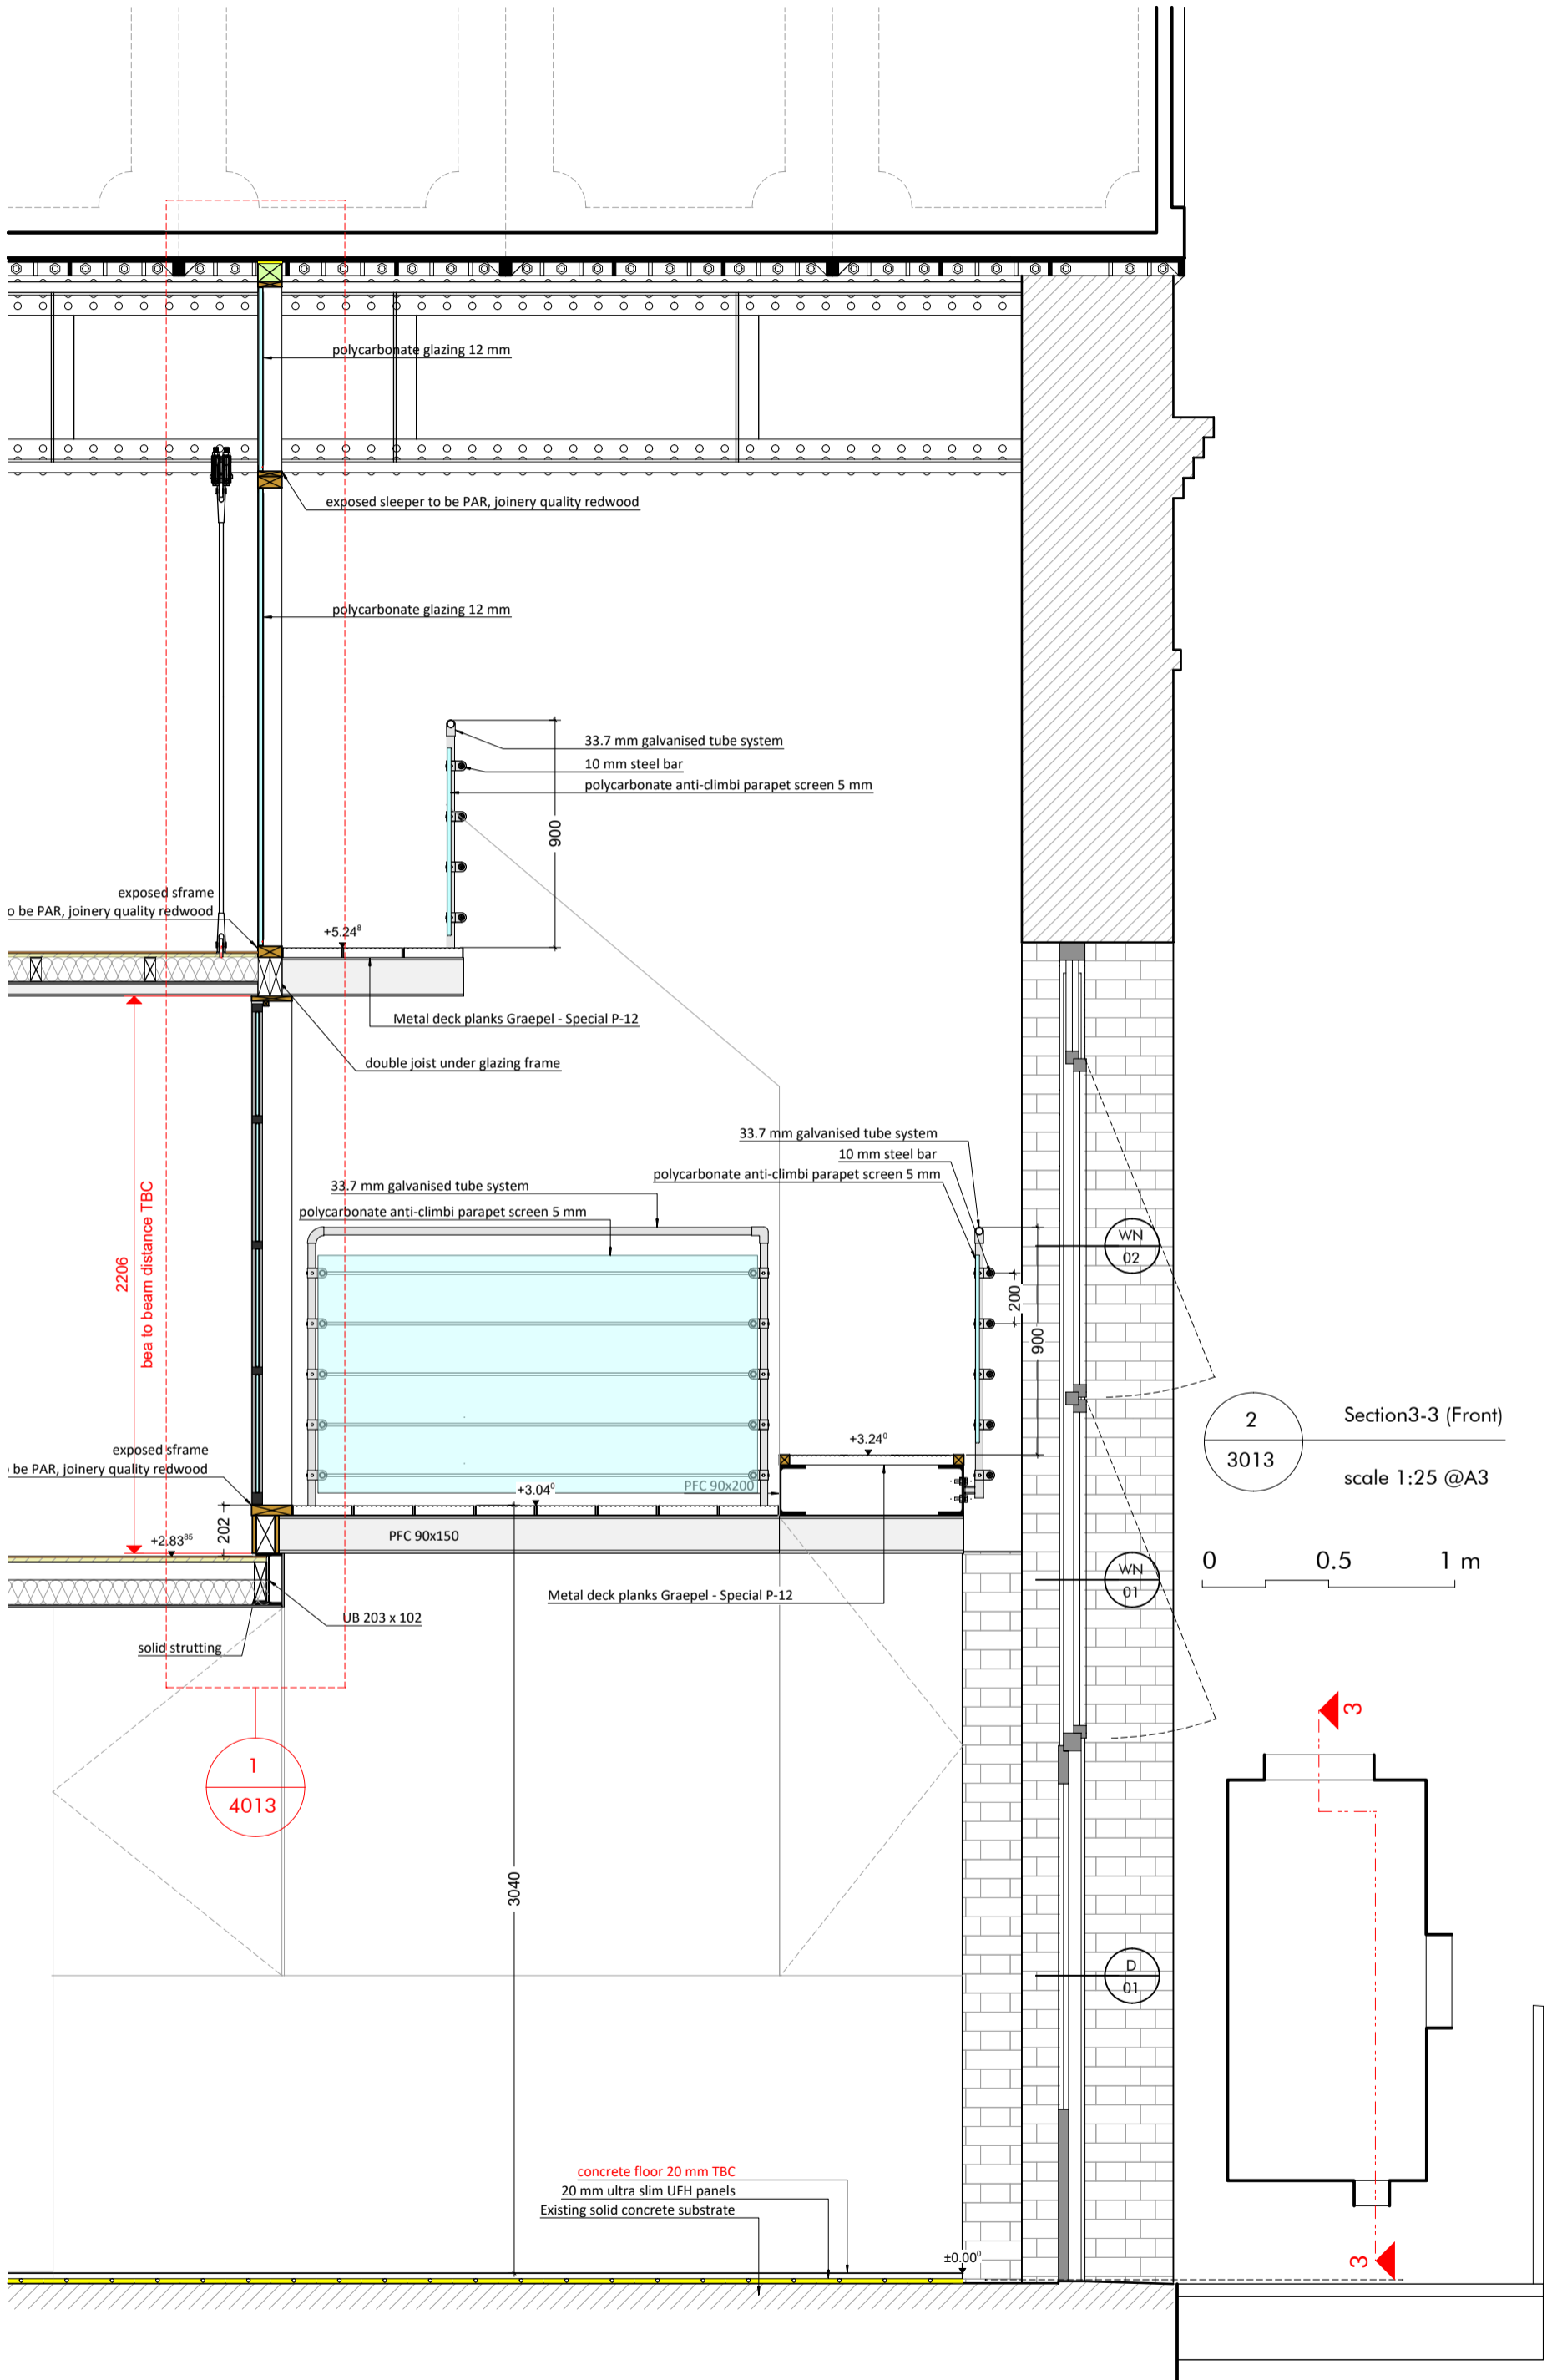 polycarbonate glazing 12 mm
exposed sleeper to be PAR, joinery quality redwood
polycarbonate glazing 12 mm
33.7 mm galvanised tube system
10 mm steel bar
polycarbonate anti-climbi parapet screen 5 mm
900
exposed sframe
o be PAR, joinery quality redwood
+5.24⁸
Metal deck planks Graepel - Special P-12
double joist under glazing frame
33.7 mm galvanised tube system
10 mm steel bar
polycarbonate anti-climbi parapet screen 5 mm
33.7 mm galvanised tube system
polycarbonate anti-climbi parapet screen 5 mm
2206
bea to beam distance TBC
WN
02
200
900
2
3013
Section3-3 (Front)
scale 1:25 @A3
exposed sframe
be PAR, joinery quality redwood
+3.24⁰
PFC 90x200
+3.04⁰
202
+2.83⁸⁵
PFC 90x150
0 0.5 1 m
WN
01
Metal deck planks Graepel - Special P-12
UB 203 x 102
solid strutting
1
4013
3
3040
D
01
concrete floor 20 mm TBC
20 mm ultra slim UFH panels
Existing solid concrete substrate
±0.00⁰
3